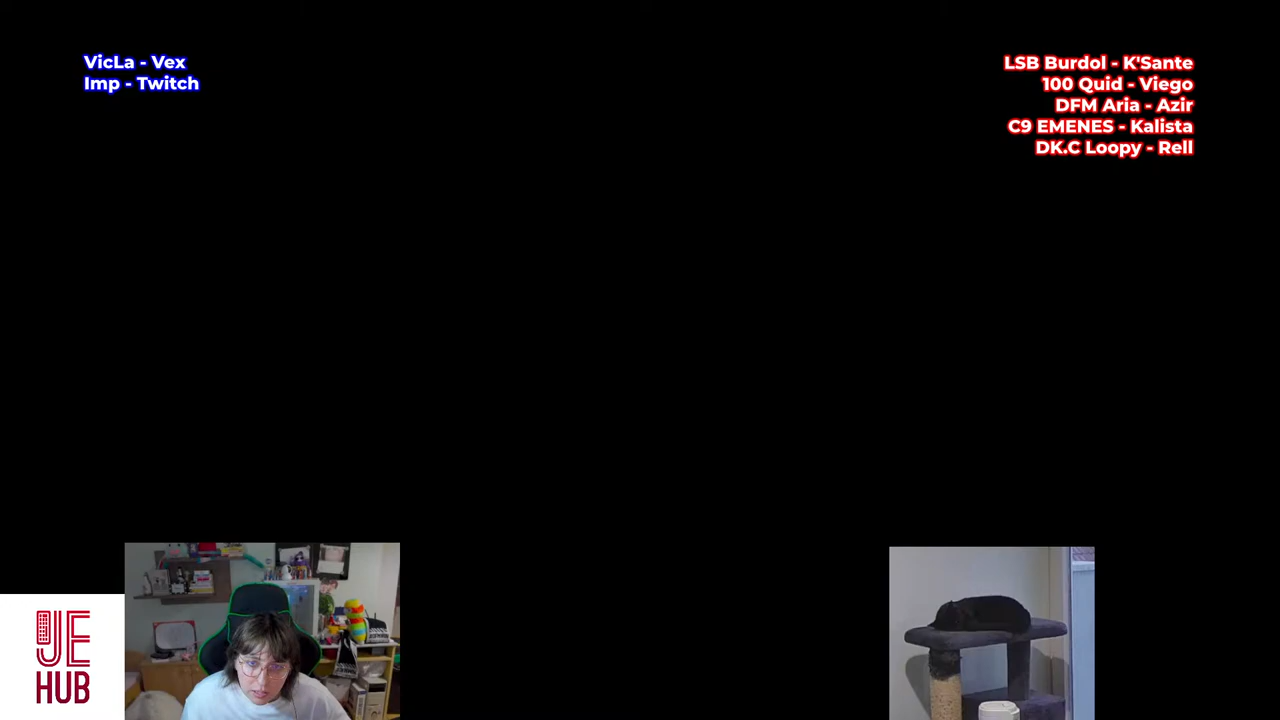 VicLa - Vex
Imp - Twitch
LSB Burdol - K'Sante
100 Quid - Viego
DFM Aria - Azir
C9 EMENES - Kalista
DK.C Loopy - Rell
JE
HUB